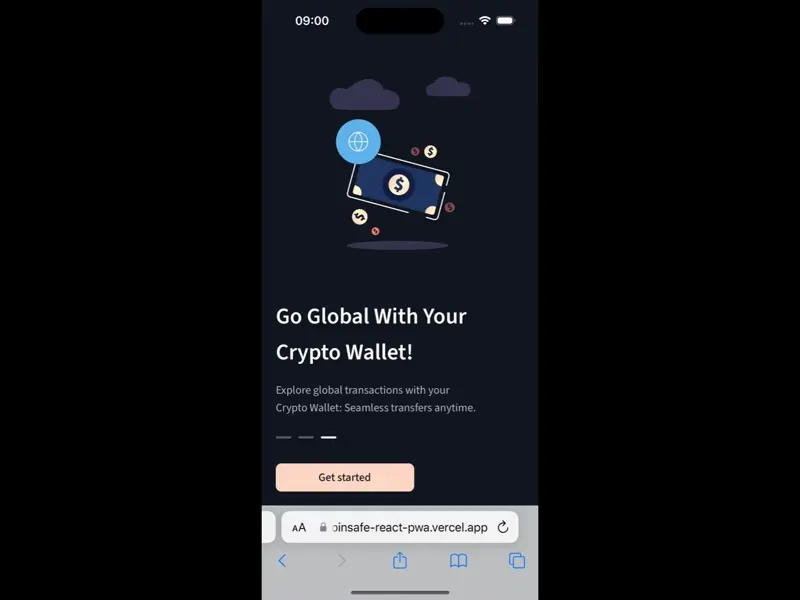 09:00
$
$
$
Go Global With Your
Crypto Wallet!
Explore global transactions with your
Crypto Wallet: Seamless transfers anytime.
Get started
AA oinsafe-react-pwa.vercel.app